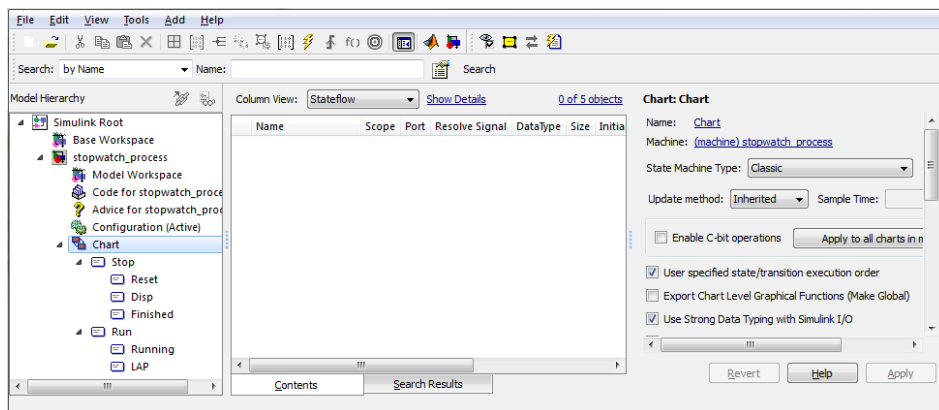 File Edit View Tools Add Help
Search: by Name Name: Search
Model Hierarchy
Simulink Root
Base Workspace
stopwatch_process
Model Workspace
Code for stopwatch_proce
Advice for stopwatch_proc
Configuration (Active)
Chart
Stop
Reset
Disp
Finished
Run
Running
LAP
Column View: Stateflow Show Details 0 of 5 objects
Name Scope Port Resolve Signal DataType Size Initia
Contents Search Results
Chart: Chart
Name: Chart
Machine: (machine) stopwatch_process
State Machine Type: Classic
Update method: Inherited Sample Time:
Enable C-bit operations Apply to all charts in m
User specified state/transition execution order
Export Chart Level Graphical Functions (Make Global)
Use Strong Data Typing with Simulink I/O
Revert Help Apply